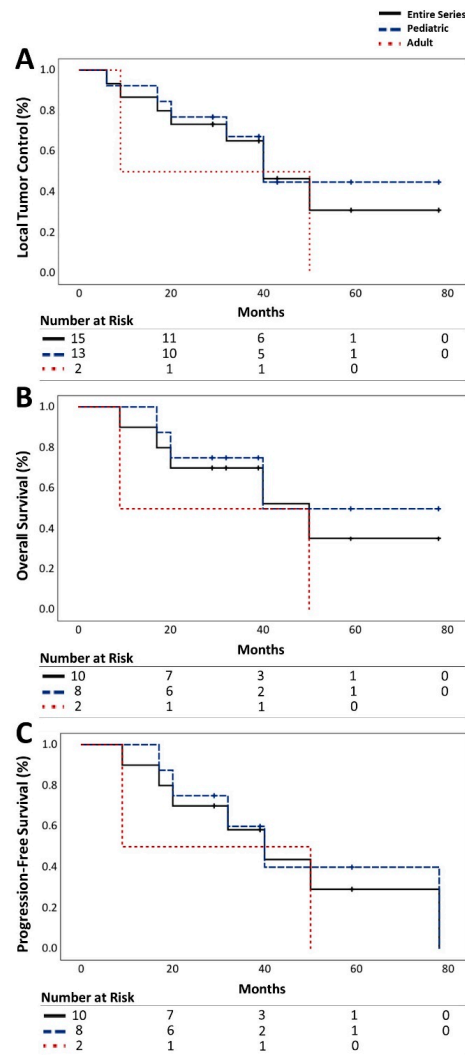 Entire Series
Pediatric
Adult
A
Local Tumor Control (%)
1.0
0.8
0.6
0.4
0.2
0.0
0 20 40 60 80
Months
Number at Risk
15 11 6 1 0
13 10 5 1 0
2 1 1 0
B
Overall Survival (%)
1.0
0.8
0.6
0.4
0.2
0.0
0 20 40 60 80
Months
Number at Risk
10 7 3 1 0
8 6 2 1 0
2 1 1 0
C
Progression-Free Survival (%)
1.0
0.8
0.6
0.4
0.2
0.0
0 20 40 60 80
Months
Number at Risk
10 7 3 1 0
8 6 2 1 0
2 1 1 0